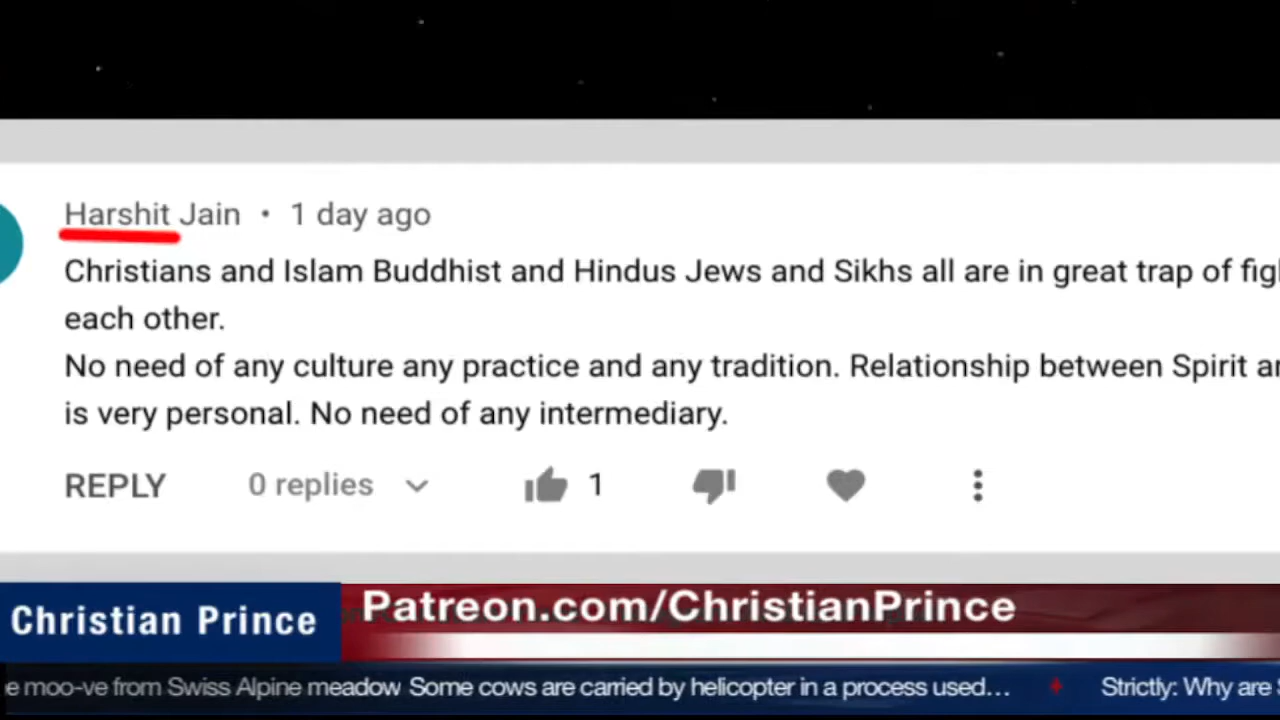 Harshit Jain • 1 day ago
Christians and Islam Buddhist and Hindus Jews and Sikhs all are in great trap of
each other.
No need of any culture any practice and any tradition. Relationship between Spirit
is very personal. No need of any intermediary.
REPLY 0 replies 1
Patreon.com/ChristianPrince
Christian Prince
e moo-ve from Swiss Alpine meadow Some cows are carried by helicopter in a process used... Strictly: Why are